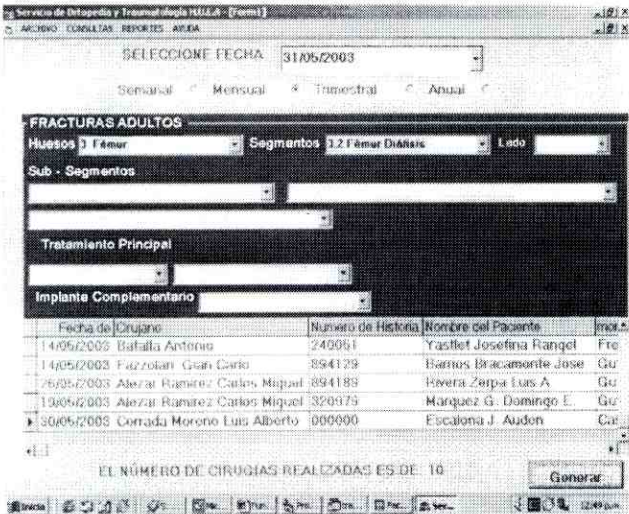 Servicio de Ortopedia y Traumatologia H.U.L.A - [Form1]
ARCHIVO CONSULTAS REPORTES AYUDA
SELECCIONE FECHA 31/05/2003
Semanal Mensual Trimestral Anual
FRACTURAS ADULTOS
Huesos 3 Fémur Segmentos 3.2 Fémur Diáfisis Lado
Sub - Segmentos
Tratamiento Principal
Implante Complementario
Fecha de Cirujano Numero de Historia Nombre del Paciente
14/05/2003 Batalla Antonio 240061 Yastlet Josefina Rangel Fre
14/05/2003 Fazzolari Gian Carlo 894129 Barrios Bracamonte Jose
26/05/2003 Alezar Ramirez Carlos Miguel 894189 Rivera Zerpa Luis A
19/05/2003 Alezar Ramirez Carlos Miguel 320979 Marquez G. Domingo E.
30/05/2003 Corrada Moreno Luis Alberto 000000 Escalona J. Audon
EL NÚMERO DE CIRUGIAS REALIZADAS ES DE 10
Generar
Inicio 12:49 p.m.